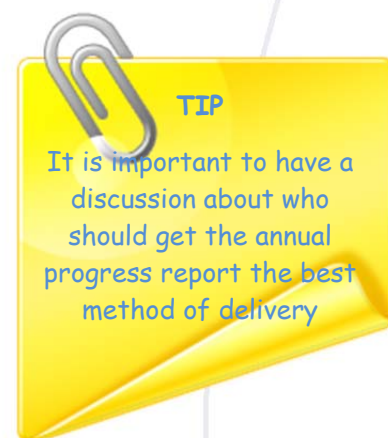 TIP
It is important to have a
discussion about who
should get the annual
progress report the best
method of delivery